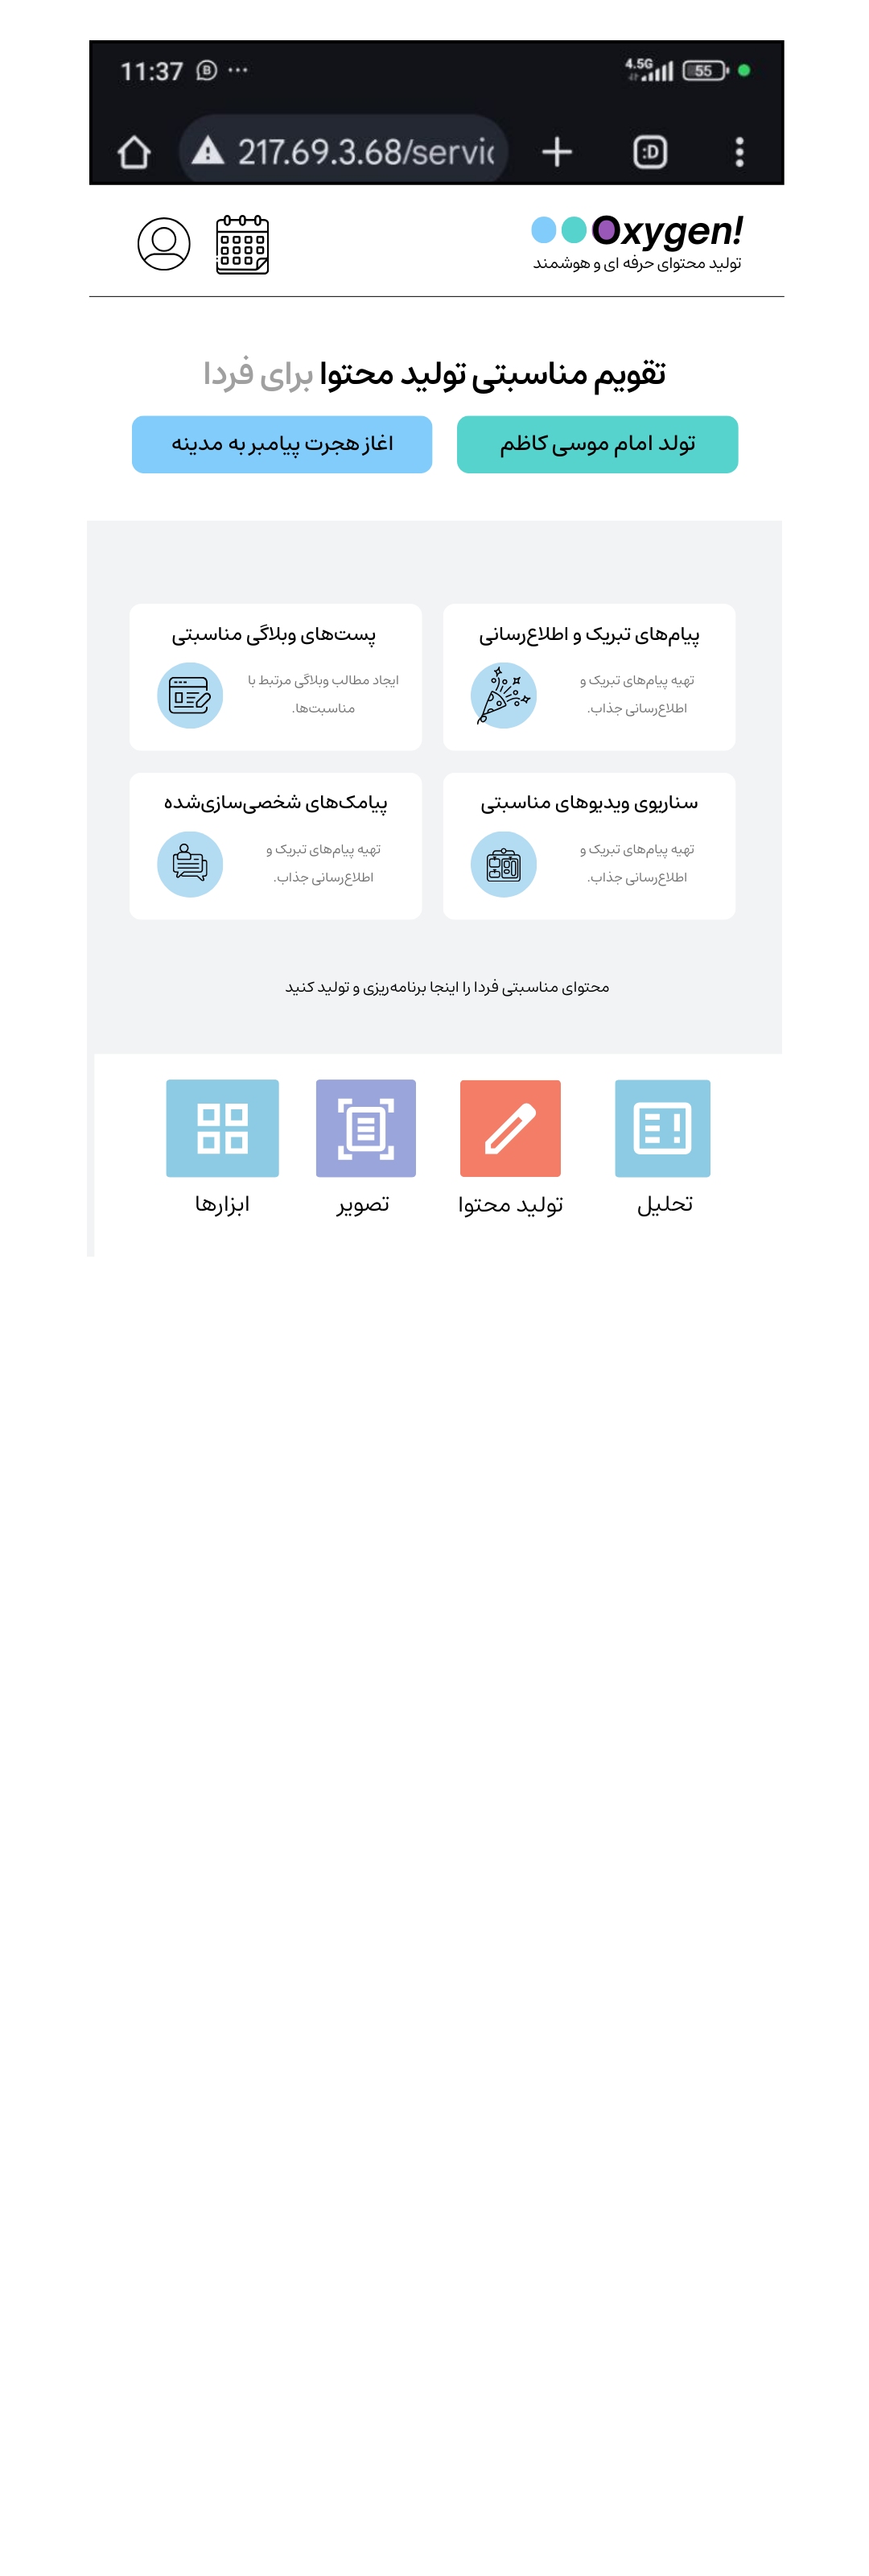 11:37
4.5G
55
217.69.3.68/servic
:D
Oxygen!
تولید محتوای حرفه ای و هوشمند
تقویم مناسبتی تولید محتوا برای فردا
تولد امام موسی کاظم
اغاز هجرت پیامبر به مدینه
پیام‌های تبریک و اطلاع‌رسانی
تهیه پیام‌های تبریک و
اطلاع‌رسانی جذاب.
پست‌های وبلاگی مناسبتی
ایجاد مطالب وبلاگی مرتبط با
مناسبت‌ها.
سناریوی ویدیوهای مناسبتی
تهیه پیام‌های تبریک و
اطلاع‌رسانی جذاب.
پیامک‌های شخصی‌سازی‌شده
تهیه پیام‌های تبریک و
اطلاع‌رسانی جذاب.
محتوای مناسبتی فردا را اینجا برنامه‌ریزی و تولید کنید
تحلیل
تولید محتوا
تصویر
ابزارها